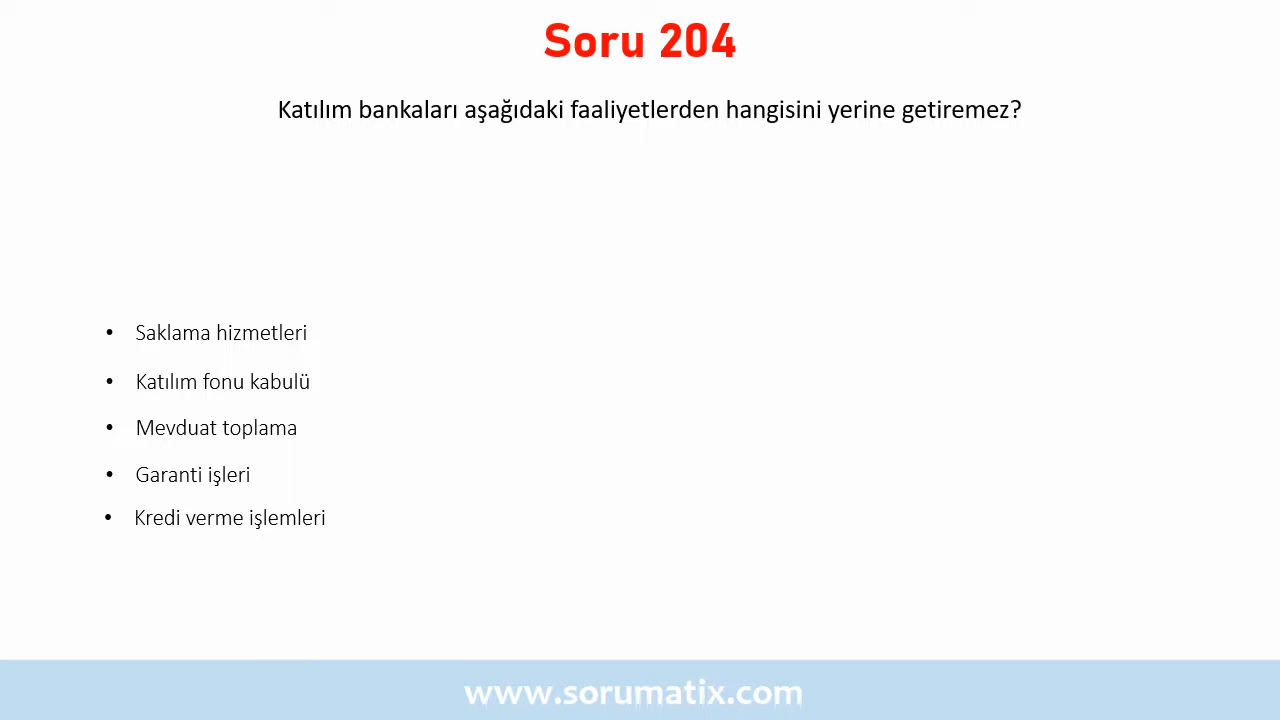 Soru 204
Katılım bankaları aşağıdaki faaliyetlerden hangisini yerine getiremez?
• Saklama hizmetleri
• Katılım fonu kabulü
• Mevduat toplama
• Garanti işleri
• Kredi verme işlemleri
www.sorumatix.com